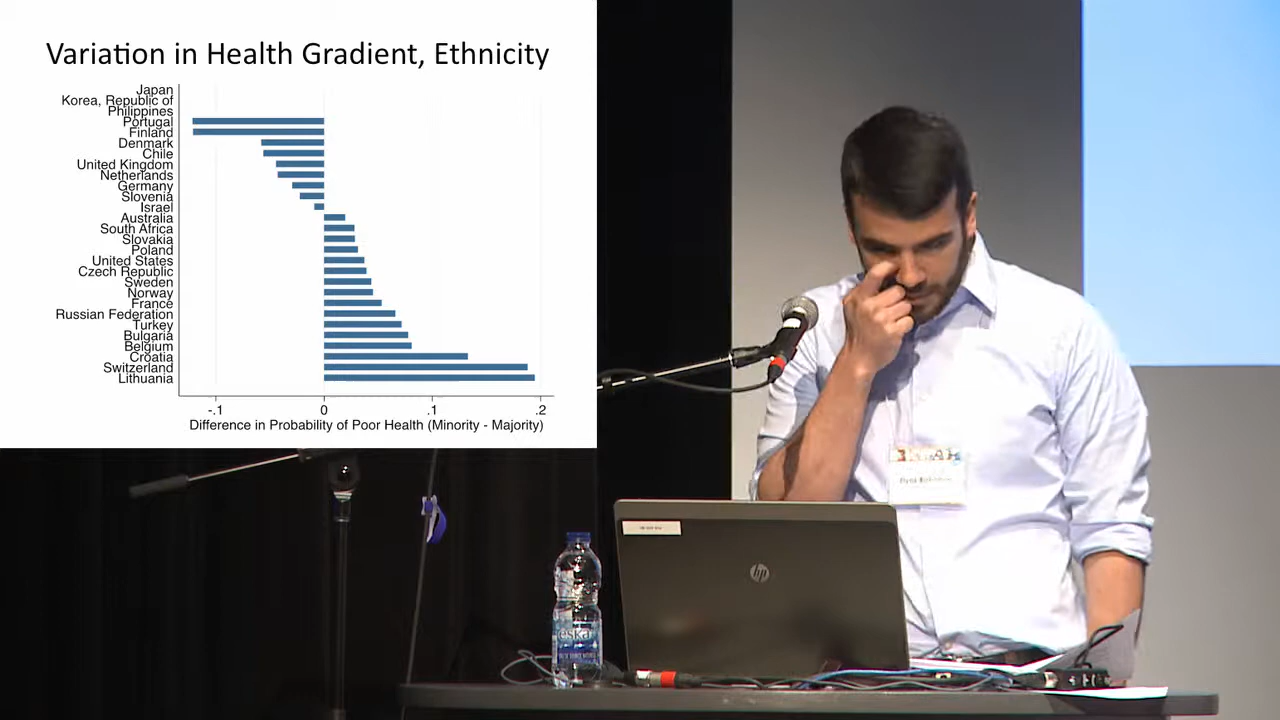 Variation in Health Gradient, Ethnicity
Japan
Korea, Republic of
Philippines
Portugal
Finland
Denmark
Chile
United Kingdom
Netherlands
Germany
Slovenia
Israel
Australia
South Africa
Slovakia
Poland
United States
Czech Republic
Sweden
Norway
France
Russian Federation
Turkey
Bulgaria
Belgium
Croatia
Switzerland
Lithuania
-.1 0 .1 .2
Difference in Probability of Poor Health (Minority - Majority)
hp
eska